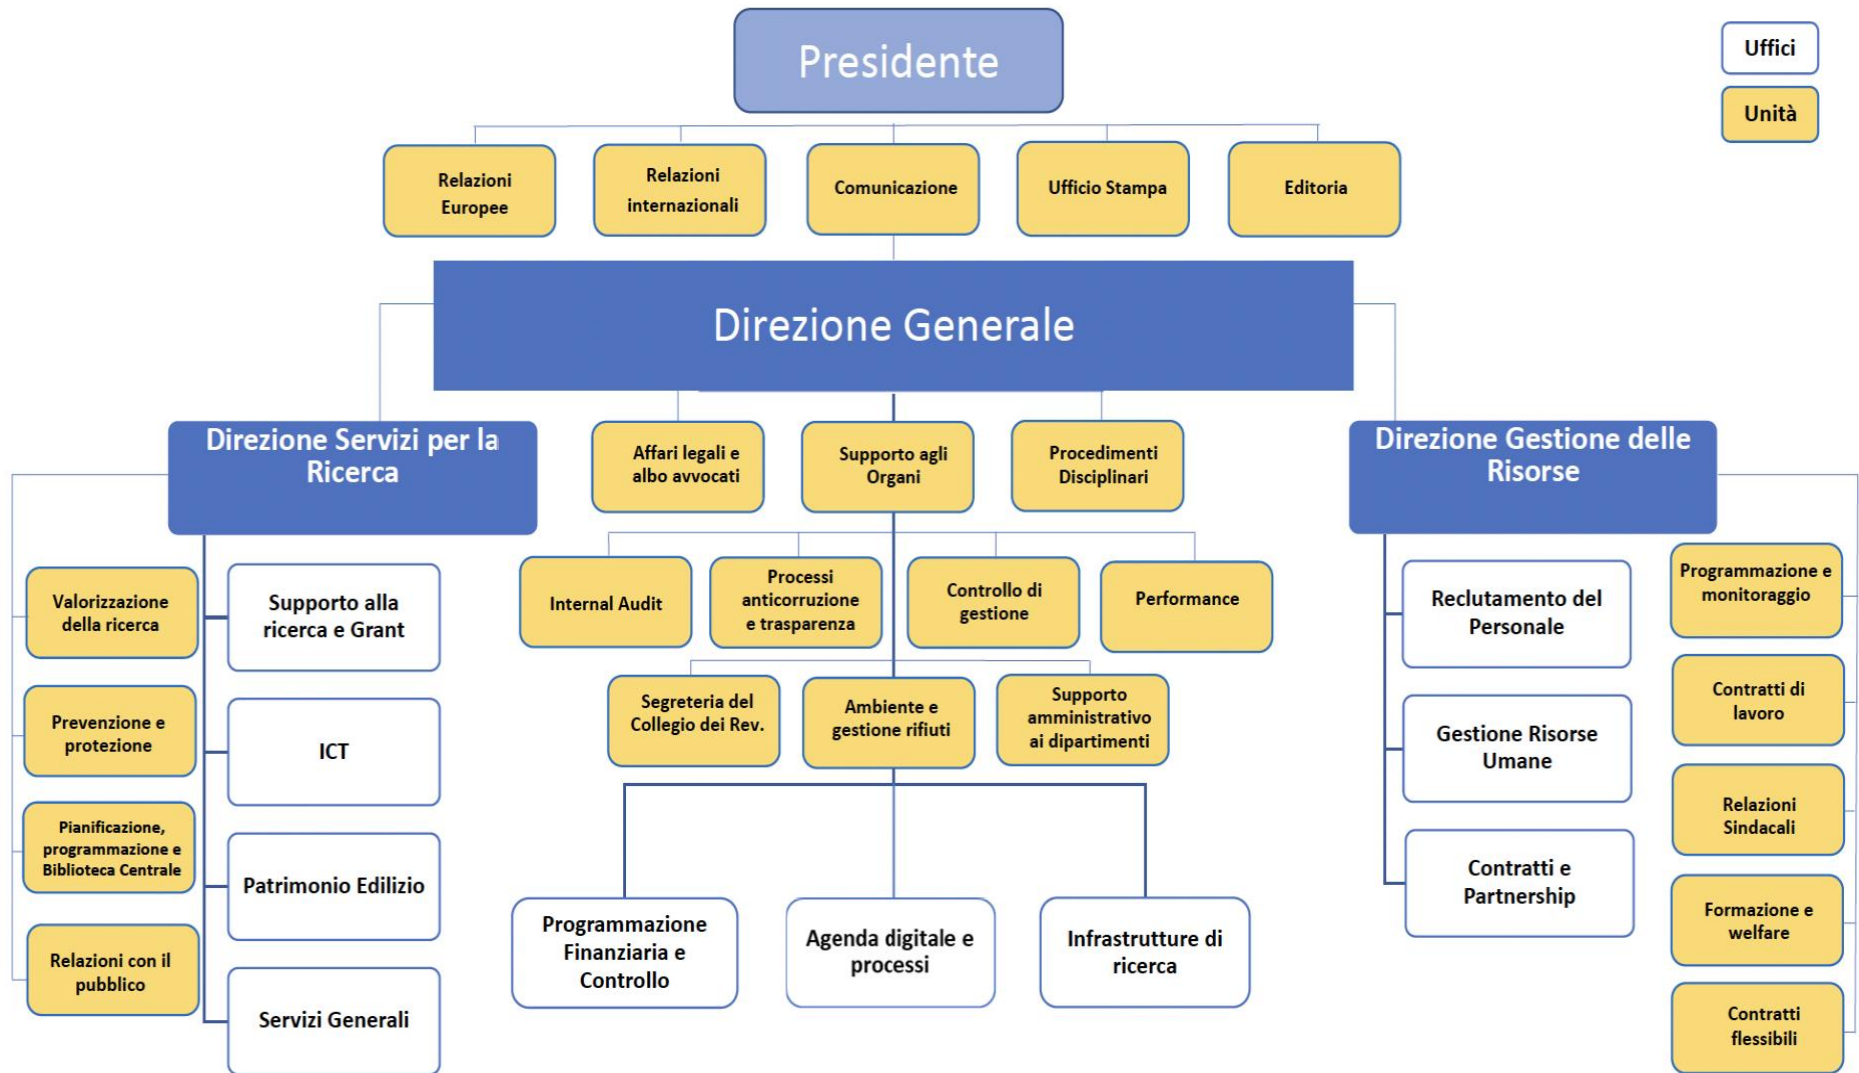 Presidente
Uffici
Unità
Relazioni
Europee
Relazioni
internazionali
Comunicazione
Ufficio Stampa
Editoria
Direzione Generale
Direzione Servizi per la
Ricerca
Affari legali e
albo avvocati
Supporto agli
Organi
Procedimenti
Disciplinari
Direzione Gestione delle
Risorse
Internal Audit
Processi
anticorruzione
e trasparenza
Controllo di
gestione
Performance
Segreteria del
Collegio dei Rev.
Ambiente e
gestione rifiuti
Supporto
amministrativo
ai dipartimenti
Programmazione
Finanziaria e
Controllo
Agenda digitale e
processi
Infrastrutture di
ricerca
Valorizzazione
della ricerca
Prevenzione e
protezione
Pianificazione,
programmazione e
Biblioteca Centrale
Relazioni con il
pubblico
Supporto alla
ricerca e Grant
ICT
Patrimonio Edilizio
Servizi Generali
Reclutamento del
Personale
Gestione Risorse
Umane
Contratti e
Partnership
Programmazione e
monitoraggio
Contratti di
lavoro
Relazioni
Sindacali
Formazione e
welfare
Contratti
flessibili